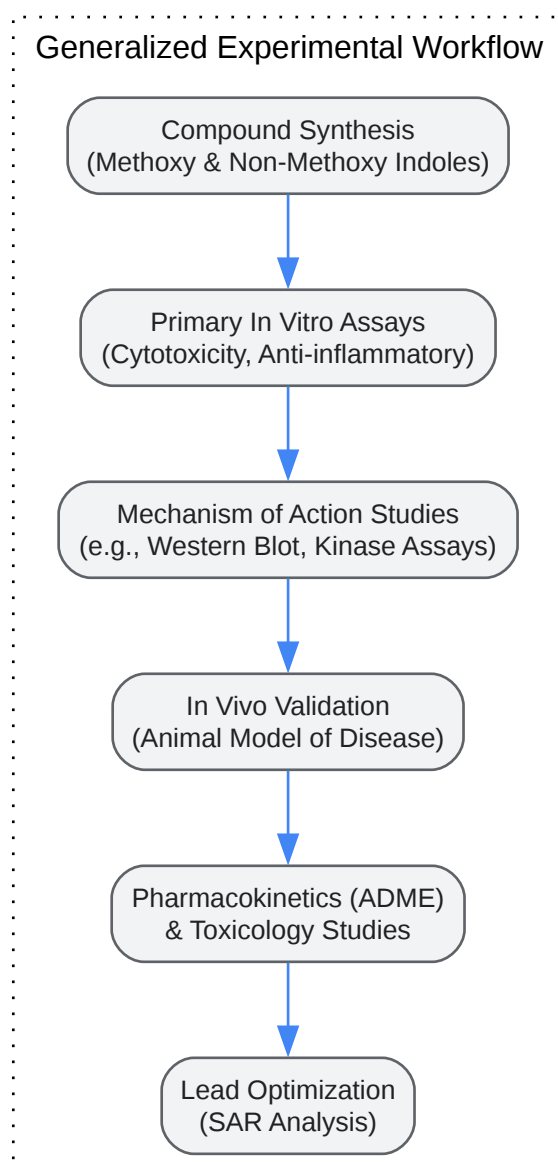 Generalized Experimental Workflow
Compound Synthesis
(Methoxy & Non-Methoxy Indoles)
Primary In Vitro Assays
(Cytotoxicity, Anti-inflammatory)
Mechanism of Action Studies
(e.g., Western Blot, Kinase Assays)
In Vivo Validation
(Animal Model of Disease)
Pharmacokinetics (ADME)
& Toxicology Studies
Lead Optimization
(SAR Analysis)